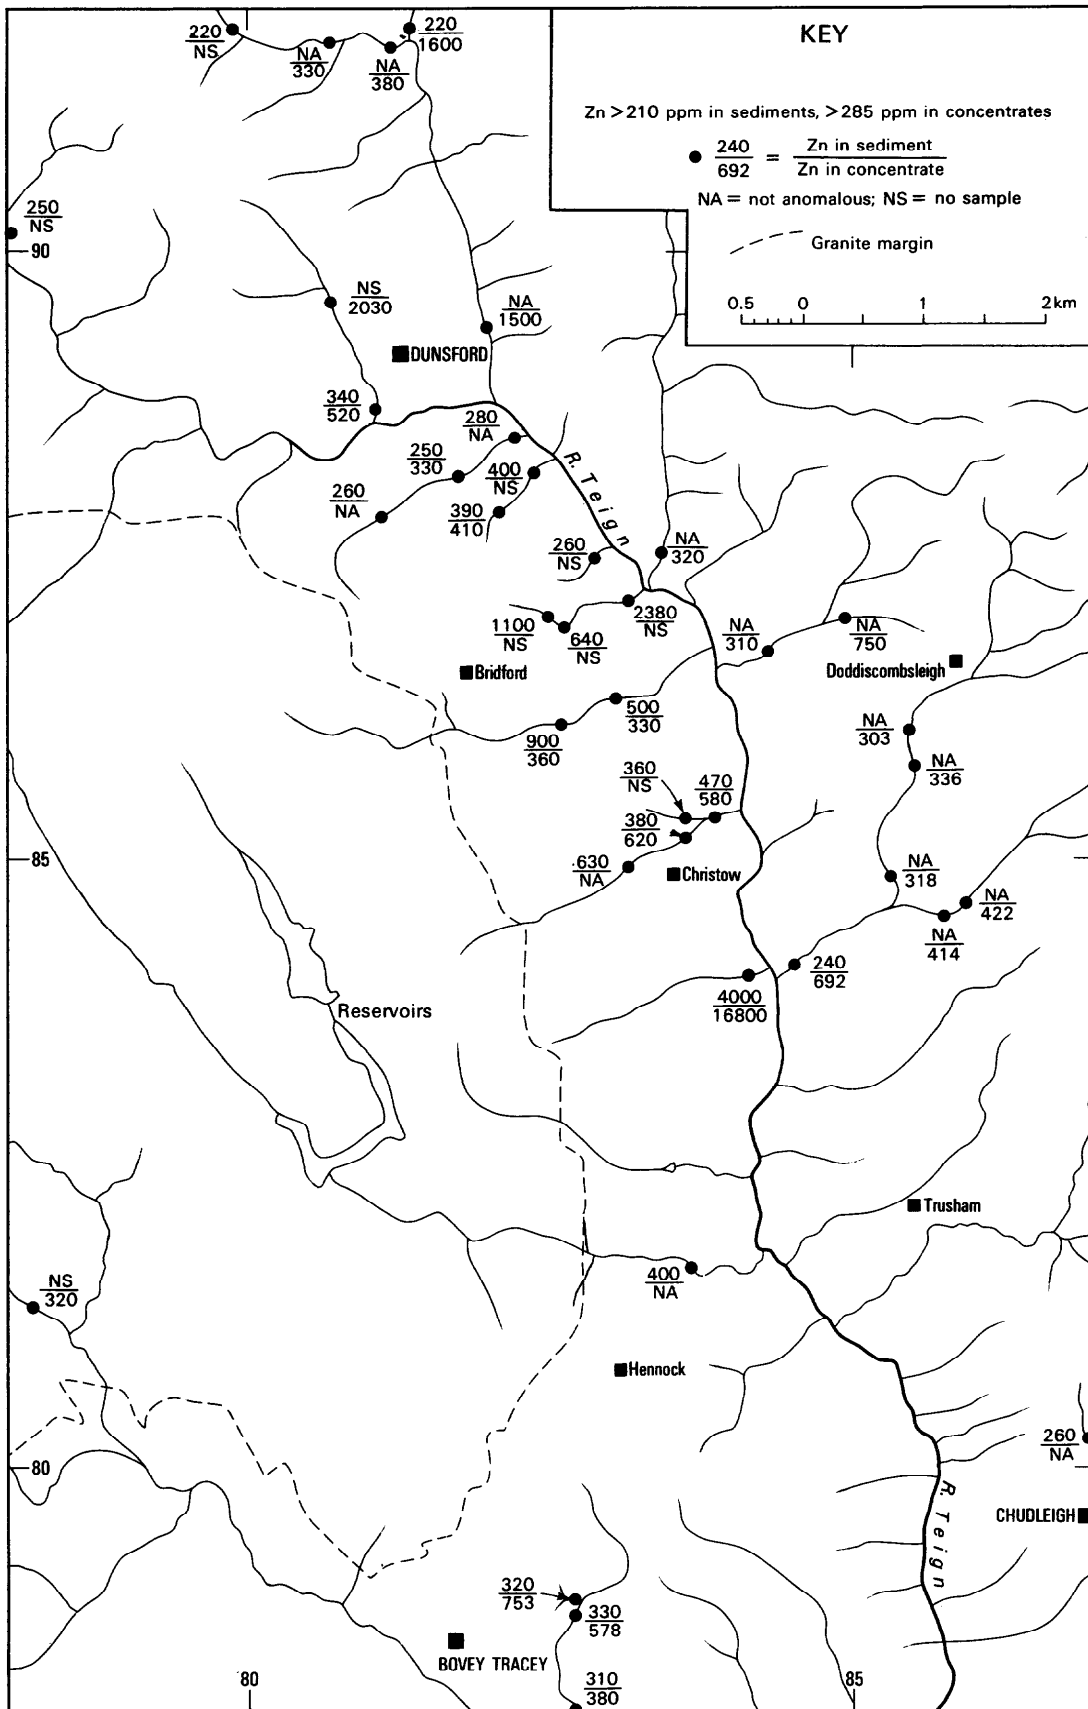 KEY
Zn > 210 ppm in sediments, > 285 ppm in concentrates
240 = Zn in sediment
692 Zn in concentrate
NA = not anomalous; NS = no sample
Granite margin
0.5 0 1 2 km
220
NS
NA
330
NA
380
220
1600
250
NS
90
NS
2030
NA
1500
DUNSFORD
340
520
280
NA
250
330
400
NS
260
NA
390
410
R. Teign
260
NS
NA
320
1100
NS
640
NS
2380
NS
NA
310
NA
750
Bridford
Doddiscombsleigh
500
330
900
360
NA
303
NA
336
360
NS
470
580
380
620
630
NA
85
Christow
NA
318
NA
422
NA
414
240
692
4000
16800
Reservoirs
Trusham
400
NA
NS
320
Hennock
260
NA
80
CHUDLEIGH
R. Teign
320
753
330
578
BOVEY TRACEY
310
380
80
85